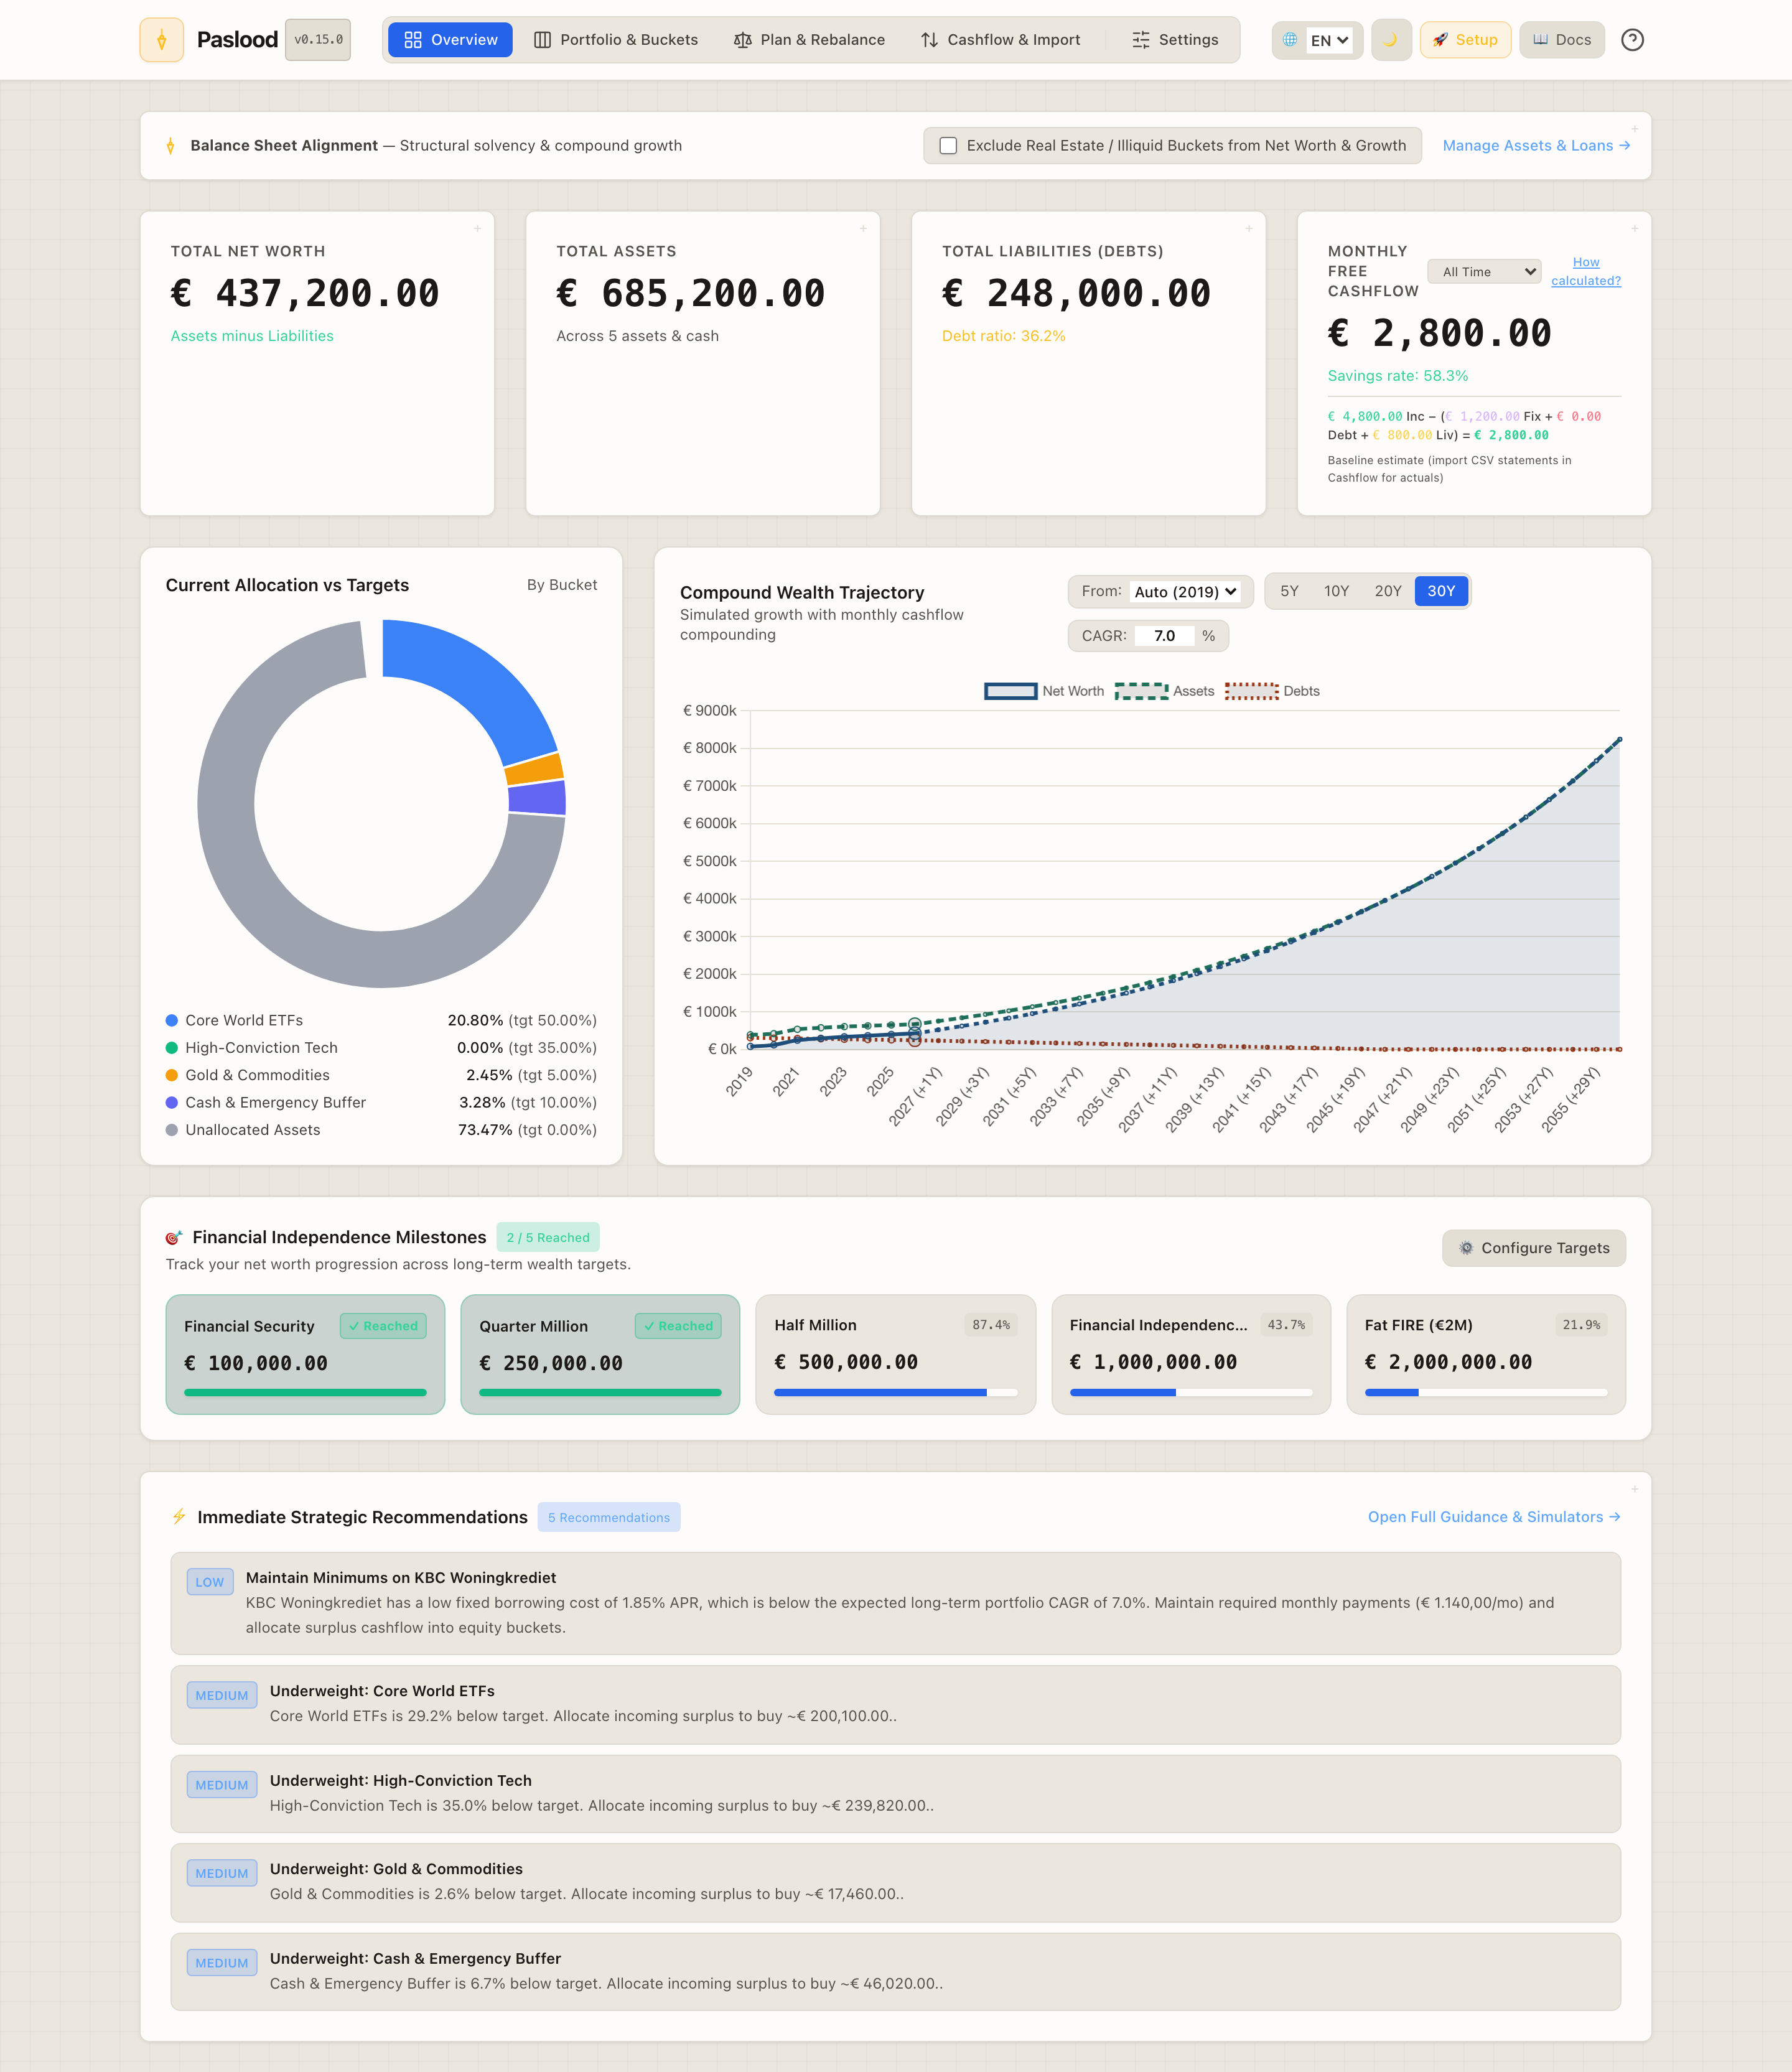 Paslood v0.15.0 Overview Portfolio & Buckets Plan & Rebalance Cashflow & Import Settings EN Setup Docs
Balance Sheet Alignment — Structural solvency & compound growth
Exclude Real Estate / Illiquid Buckets from Net Worth & Growth
Manage Assets & Loans →
TOTAL NET WORTH
€ 437,200.00
Assets minus Liabilities
TOTAL ASSETS
€ 685,200.00
Across 5 assets & cash
TOTAL LIABILITIES (DEBTS)
€ 248,000.00
Debt ratio: 36.2%
MONTHLY
FREE
CASHFLOW
All Time
How
calculated?
€ 2,800.00
Savings rate: 58.3%
€ 4,800.00 Inc − (€ 1,200.00 Fix + € 0.00
Debt + € 800.00 Liv) = € 2,800.00
Baseline estimate (import CSV statements in
Cashflow for actuals)
Current Allocation vs Targets
By Bucket
Core World ETFs 20.80% (tgt 50.00%)
High-Conviction Tech 0.00% (tgt 35.00%)
Gold & Commodities 2.45% (tgt 5.00%)
Cash & Emergency Buffer 3.28% (tgt 10.00%)
Unallocated Assets 73.47% (tgt 0.00%)
Compound Wealth Trajectory
Simulated growth with monthly cashflow
compounding
From: Auto (2019)
5Y 10Y 20Y 30Y
CAGR: 7.0 %
Net Worth Assets Debts
€ 9000k
€ 8000k
€ 7000k
€ 6000k
€ 5000k
€ 4000k
€ 3000k
€ 2000k
€ 1000k
€ 0k
2019
2021
2023
2025
2027 (+1Y)
2029 (+3Y)
2031 (+5Y)
2033 (+7Y)
2035 (+9Y)
2037 (+11Y)
2039 (+13Y)
2041 (+15Y)
2043 (+17Y)
2045 (+19Y)
2047 (+21Y)
2049 (+23Y)
2051 (+25Y)
2053 (+27Y)
2055 (+29Y)
Financial Independence Milestones
2 / 5 Reached
Track your net worth progression across long-term wealth targets.
Configure Targets
Financial Security
✓ Reached
€ 100,000.00
Quarter Million
✓ Reached
€ 250,000.00
Half Million
87.4%
€ 500,000.00
Financial Independenc...
43.7%
€ 1,000,000.00
Fat FIRE (€2M)
21.9%
€ 2,000,000.00
Immediate Strategic Recommendations
5 Recommendations
Open Full Guidance & Simulators →
LOW
Maintain Minimums on KBC Woningkrediet
KBC Woningkrediet has a low fixed borrowing cost of 1.85% APR, which is below the expected long-term portfolio CAGR of 7.0%. Maintain required monthly payments (€ 1.140,00/mo) and
allocate surplus cashflow into equity buckets.
MEDIUM
Underweight: Core World ETFs
Core World ETFs is 29.2% below target. Allocate incoming surplus to buy ~€ 200,100.00..
MEDIUM
Underweight: High-Conviction Tech
High-Conviction Tech is 35.0% below target. Allocate incoming surplus to buy ~€ 239,820.00..
MEDIUM
Underweight: Gold & Commodities
Gold & Commodities is 2.6% below target. Allocate incoming surplus to buy ~€ 17,460.00..
MEDIUM
Underweight: Cash & Emergency Buffer
Cash & Emergency Buffer is 6.7% below target. Allocate incoming surplus to buy ~€ 46,020.00..